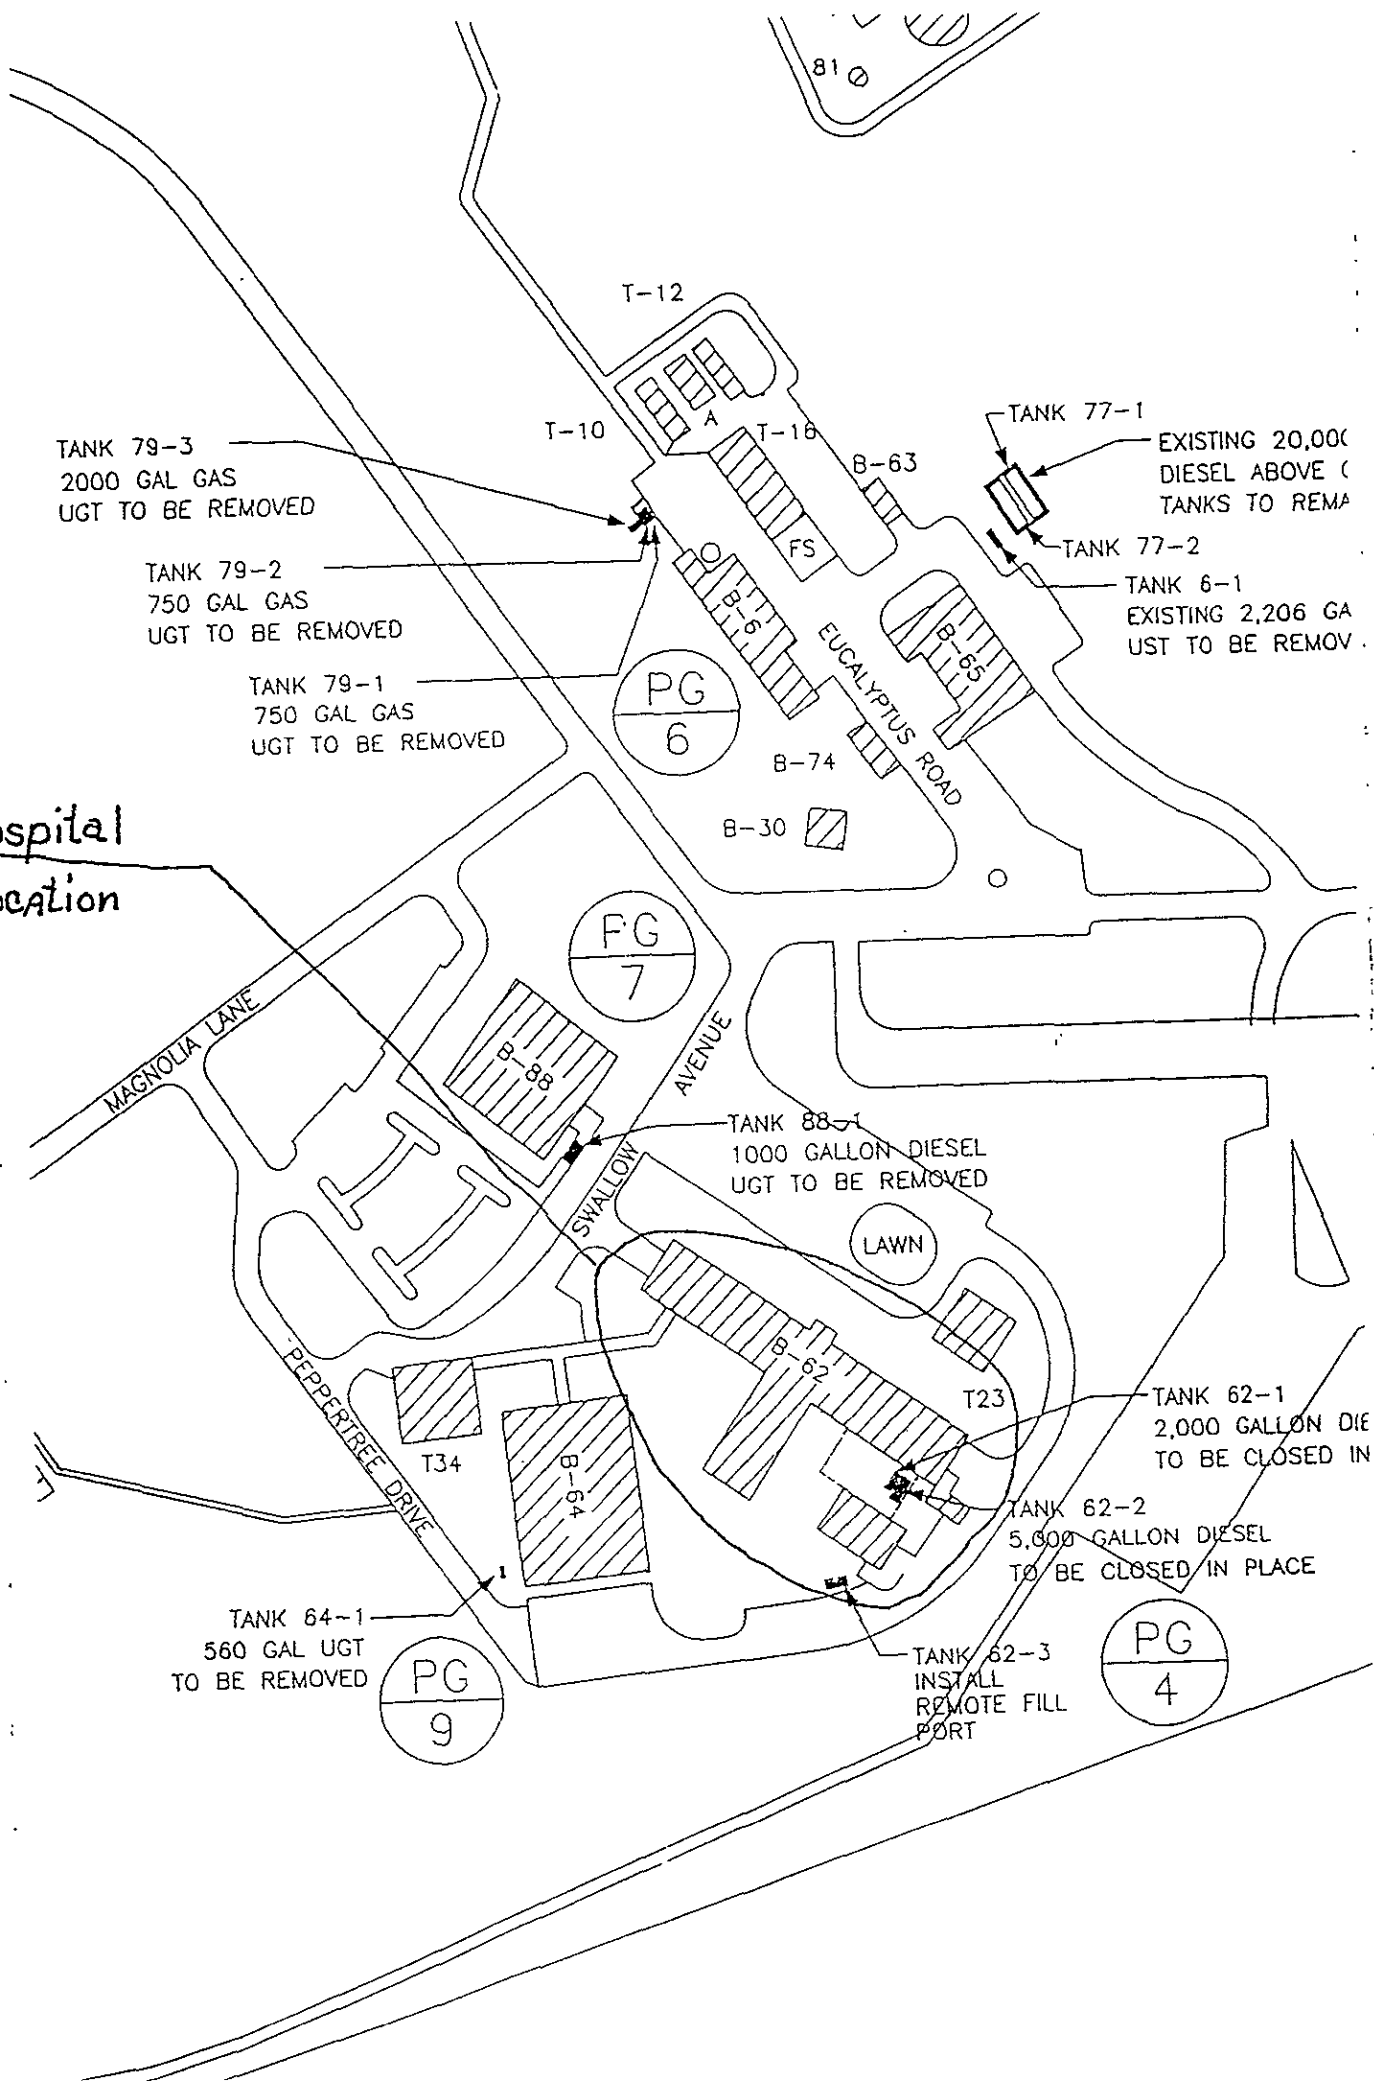 81
T-12
A
T-10
T-16
B-63
FS
TANK 79-3
2000 GAL GAS
UGT TO BE REMOVED
TANK 79-2
750 GAL GAS
UGT TO BE REMOVED
TANK 79-1
750 GAL GAS
UGT TO BE REMOVED
TANK 77-1
EXISTING 20,000
DIESEL ABOVE
TANKS TO REMA
TANK 77-2
TANK 6-1
EXISTING 2,206 GA
UST TO BE REMOV
B-6
B-65
EUCALYPTUS ROAD
PG
6
B-74
B-30
ospital
ocation
PG
7
MAGNOLIA LANE
B-88
SWALLOW AVENUE
TANK 88-1
1000 GALLON DIESEL
UGT TO BE REMOVED
LAWN
B-62
T23
PEPPERTREE DRIVE
T34
B-64
TANK 62-1
2,000 GALLON DIE
TO BE CLOSED IN
TANK 62-2
5,000 GALLON DIESEL
TO BE CLOSED IN PLACE
1
TANK 64-1
560 GAL UGT
TO BE REMOVED
PG
9
TANK 62-3
INSTALL
REMOTE FILL
PORT
PG
4